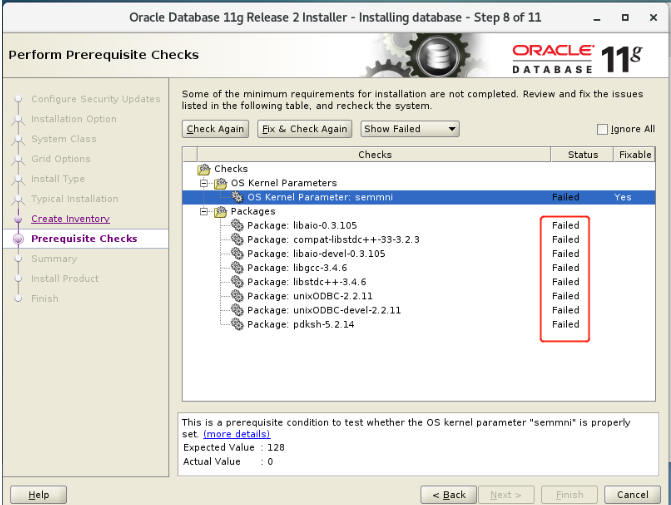 Oracle Database 11g Release 2 Installer - Installing database - Step 8 of 11
Perform Prerequisite Checks
ORACLE
DATABASE
11g
Configure Security Updates
Installation Option
System Class
Grid Options
Install Type
Typical Installation
Create Inventory
Prerequisite Checks
Summary
Install Product
Finish
Some of the minimum requirements for installation are not completed. Review and fix the issues
listed in the following table, and recheck the system.
Check Again Fix & Check Again Show Failed Ignore All
Checks Status Fixable
Checks
OS Kernel Parameters
OS Kernel Parameter: semmni Failed Yes
Packages
Package: libaio-0.3.105 Failed
Package: compat-libstdc++-33-3.2.3 Failed
Package: libaio-devel-0.3.105 Failed
Package: libgcc-3.4.6 Failed
Package: libstdc++-3.4.6 Failed
Package: unixODBC-2.2.11 Failed
Package: unixODBC-devel-2.2.11 Failed
Package: pdksh-5.2.14 Failed
This is a prerequisite condition to test whether the OS kernel parameter "semmni" is properly
set. (more details)
Expected Value : 128
Actual Value : 0
Help < Back Next > Finish Cancel